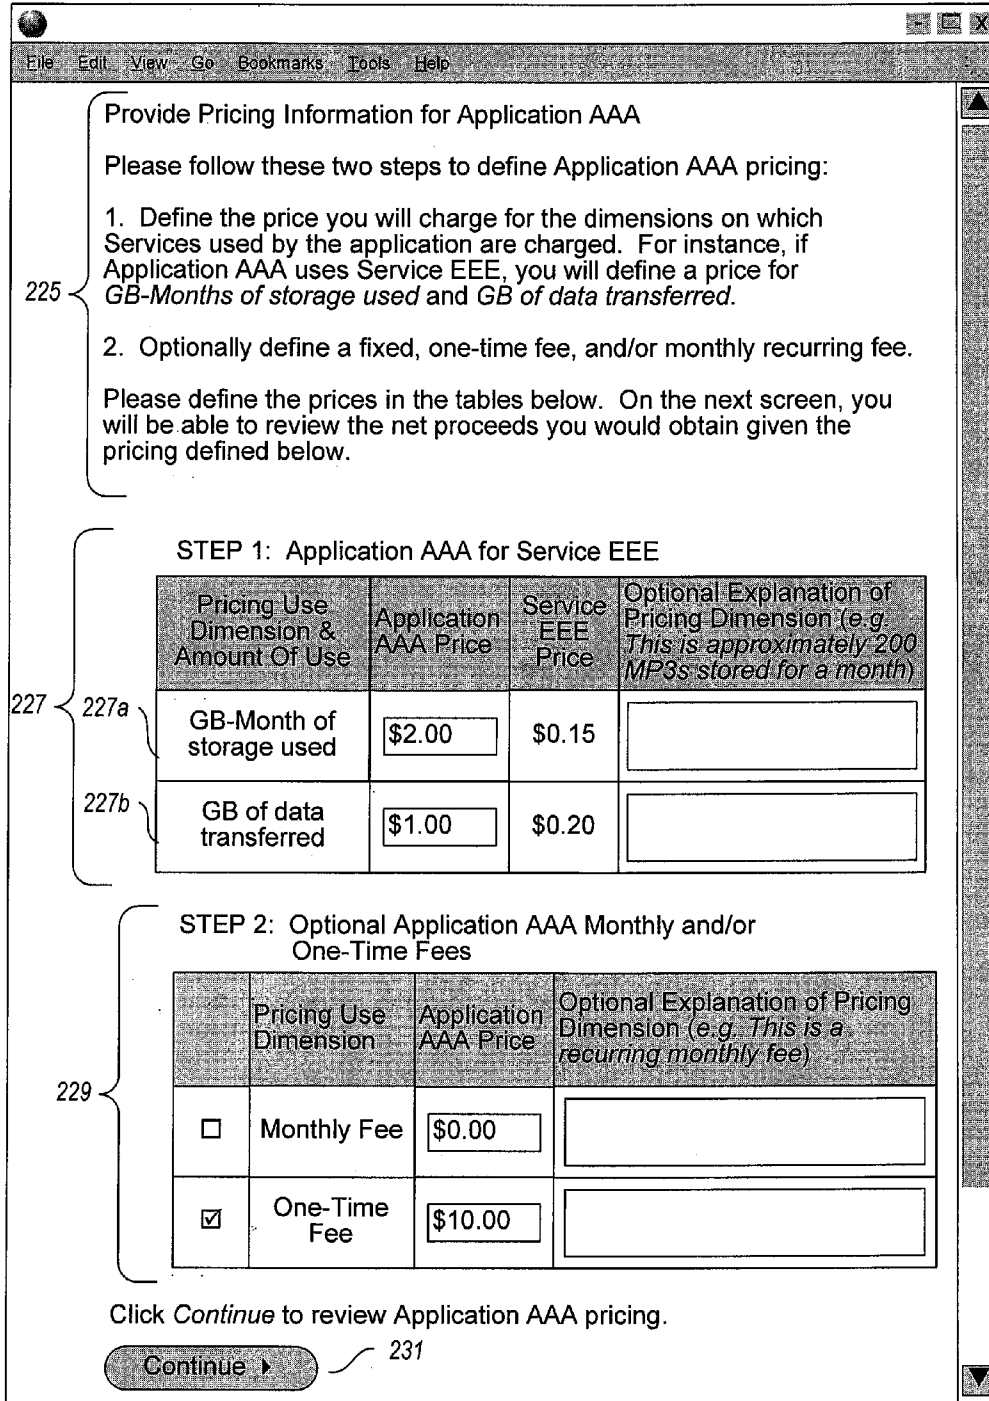 File Edit View Go Bookmarks Tools Help
Provide Pricing Information for Application AAA
Please follow these two steps to define Application AAA pricing:
1. Define the price you will charge for the dimensions on which
Services used by the application are charged. For instance, if
Application AAA uses Service EEE, you will define a price for
GB-Months of storage used and GB of data transferred.
225
2. Optionally define a fixed, one-time fee, and/or monthly recurring fee.
Please define the prices in the tables below. On the next screen, you
will be able to review the net proceeds you would obtain given the
pricing defined below.
STEP 1: Application AAA for Service EEE
Pricing Use
Dimension &
Amount Of Use
Application
AAA Price
Service
EEE
Price
Optional Explanation of
Pricing Dimension (e.g.
This is approximately 200
MP3s stored for a month)
227
227a
GB-Month of
storage used
$2.00
$0.15
227b
GB of data
transferred
$1.00
$0.20
STEP 2: Optional Application AAA Monthly and/or
One-Time Fees
Pricing Use
Dimension
Application
AAA Price
Optional Explanation of Pricing
Dimension (e.g. This is a
recurring monthly fee)
229
Monthly Fee
$0.00
One-Time
Fee
$10.00
Click Continue to review Application AAA pricing.
Continue
231